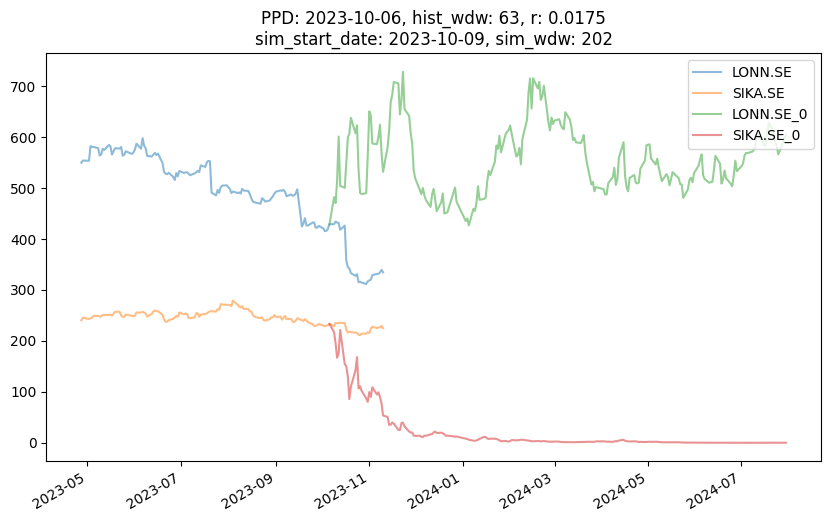 PPD: 2023-10-06, hist_wdw: 63, r: 0.0175
sim_start_date: 2023-10-09, sim_wdw: 202
LONN.SE
SIKA.SE
LONN.SE_0
SIKA.SE_0
700
600
500
400
300
200
100
0
2023-05
2023-07
2023-09
2023-11
2024-01
2024-03
2024-05
2024-07